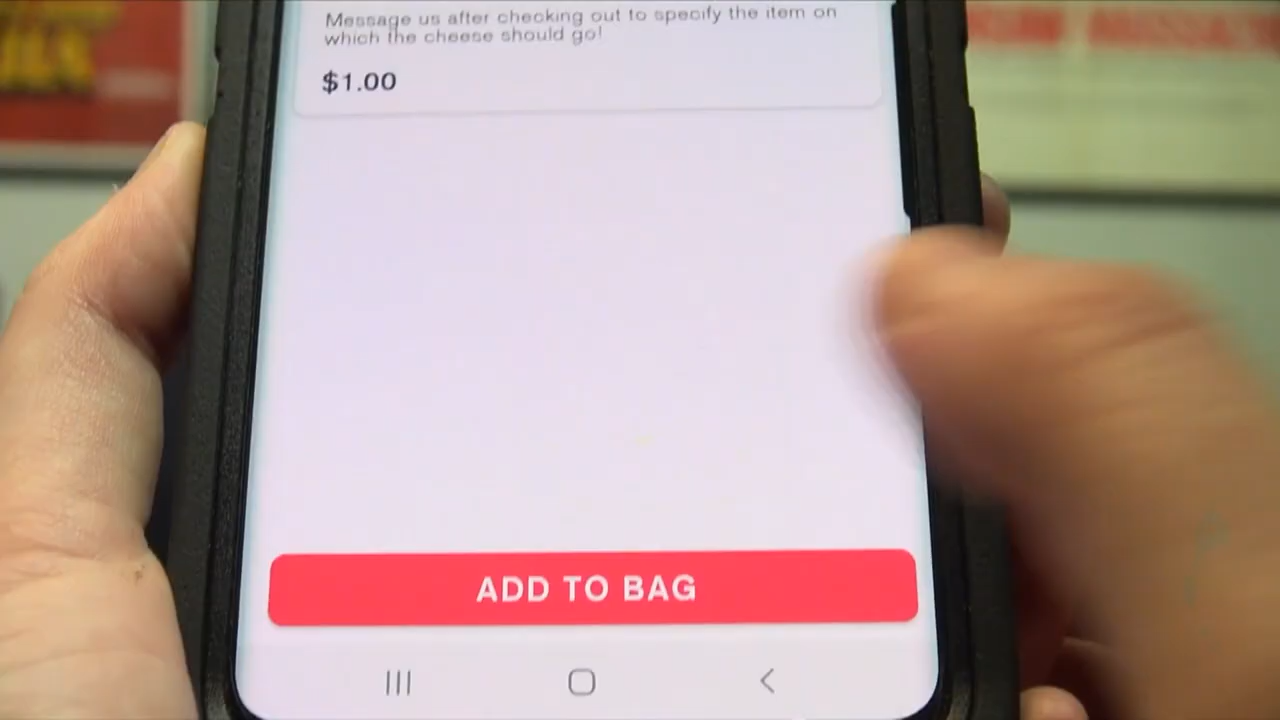 Message us after checking out to specify the item on
which the cheese should go!
$1.00
ADD TO BAG